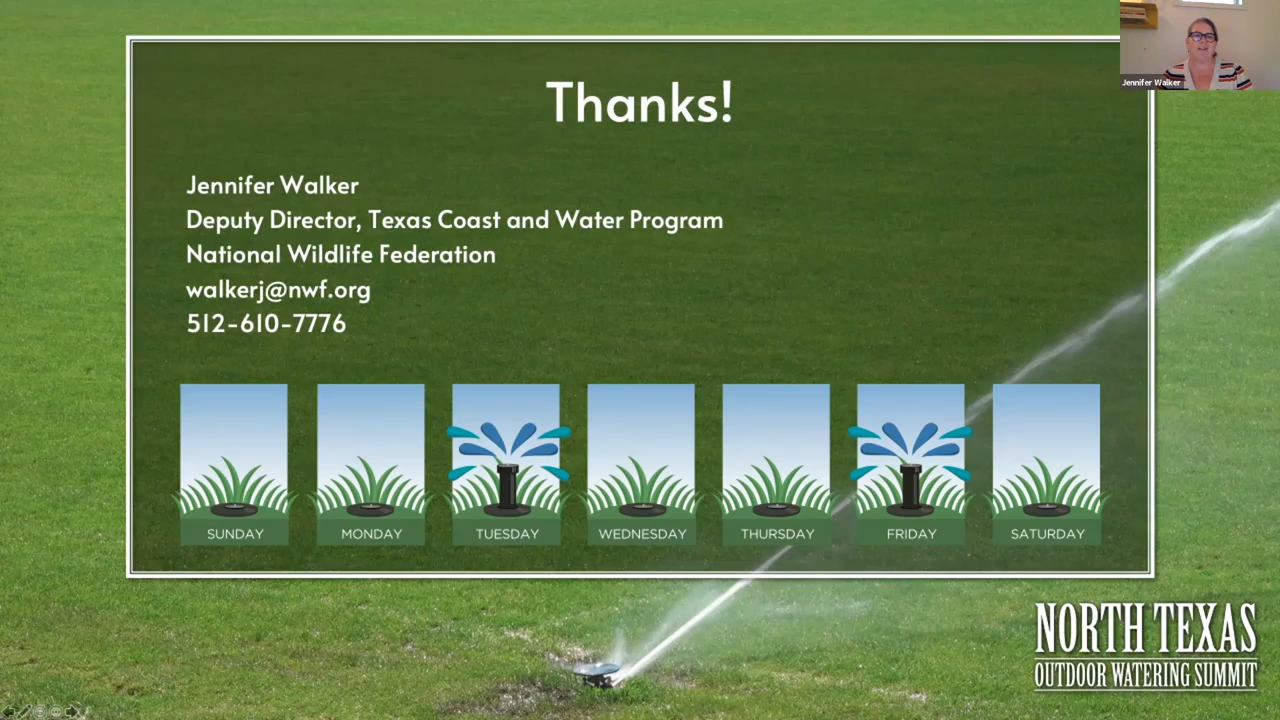 Thanks!
Jennifer Walker
Jennifer Walker
Deputy Director, Texas Coast and Water Program
National Wildlife Federation
walkerj@nwf.org
512-610-7776
SUNDAY
MONDAY
TUESDAY
WEDNESDAY
THURSDAY
FRIDAY
SATURDAY
NORTH TEXAS
OUTDOOR WATERING SUMMIT